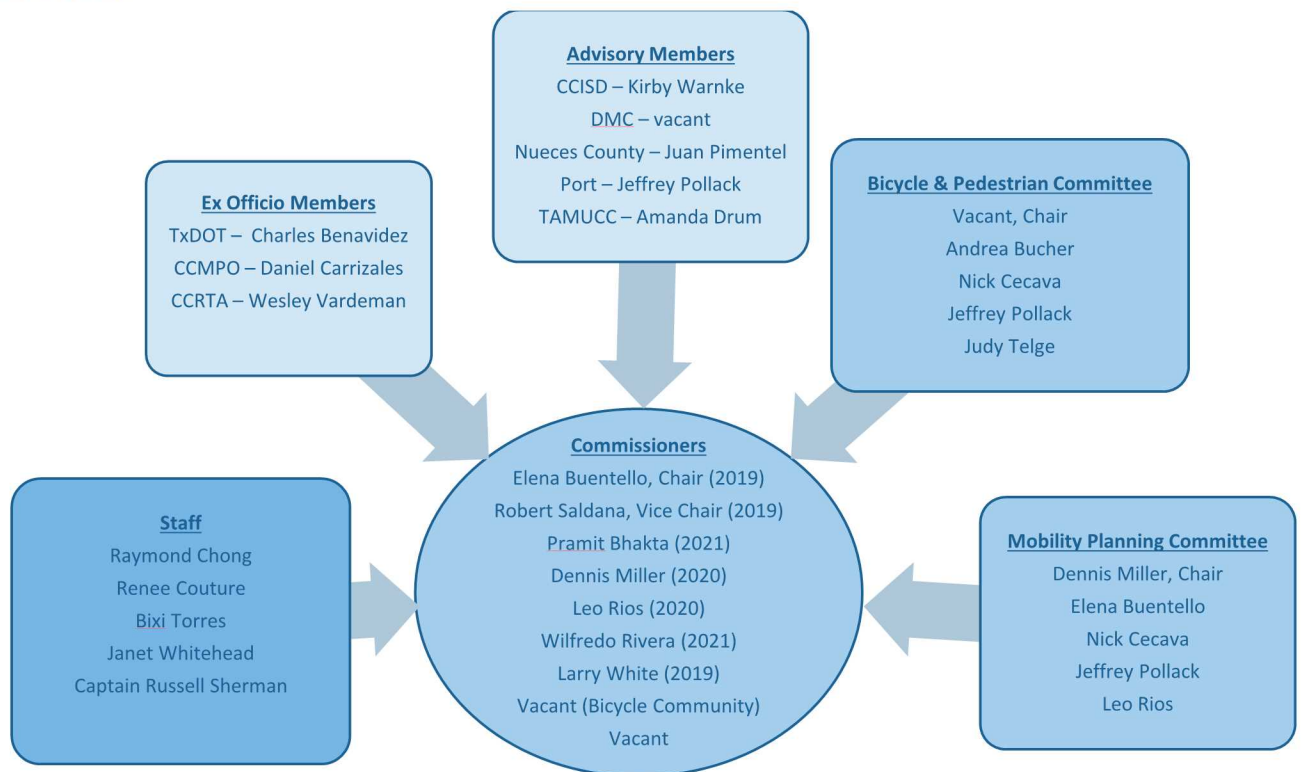 Advisory Members
CCISD – Kirby Warnke
DMC – vacant
Nueces County – Juan Pimentel
Port – Jeffrey Pollack
TAMUCC – Amanda Drum
Ex Officio Members
TxDOT – Charles Benavidez
CCMPO – Daniel Carrizales
CCRTA – Wesley Vardeman
Bicycle & Pedestrian Committee
Vacant, Chair
Andrea Bucher
Nick Cecava
Jeffrey Pollack
Judy Telge
Staff
Raymond Chong
Renee Couture
Bixi Torres
Janet Whitehead
Captain Russell Sherman
Commissioners
Elena Buentello, Chair (2019)
Robert Saldana, Vice Chair (2019)
Pramit Bhakta (2021)
Dennis Miller (2020)
Leo Rios (2020)
Wilfredo Rivera (2021)
Larry White (2019)
Vacant (Bicycle Community)
Vacant
Mobility Planning Committee
Dennis Miller, Chair
Elena Buentello
Nick Cecava
Jeffrey Pollack
Leo Rios